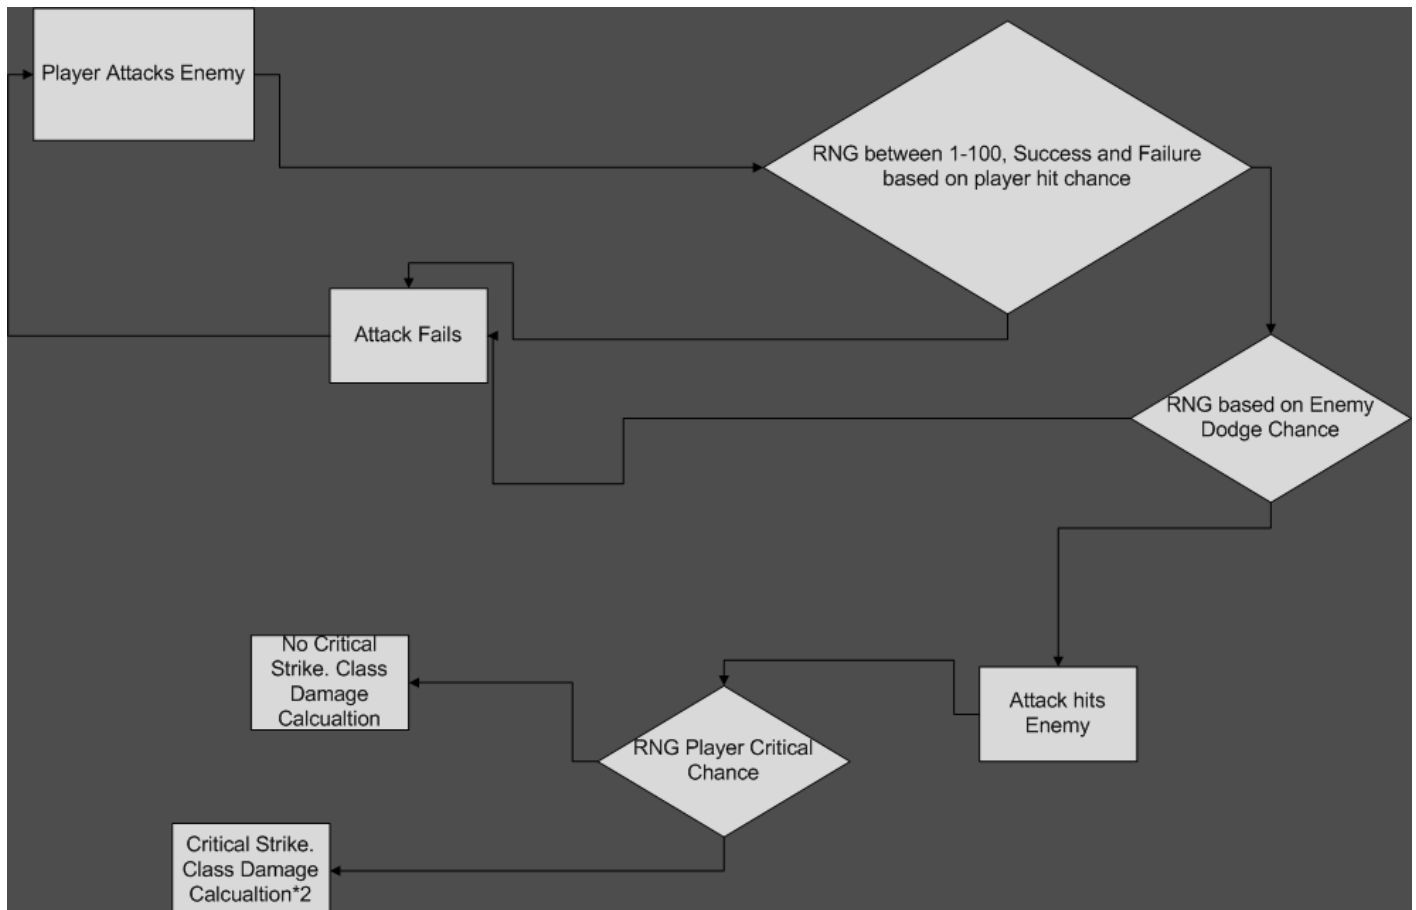 Player Attacks Enemy
RNG between 1-100, Success and Failure
based on player hit chance
Attack Fails
RNG based on Enemy
Dodge Chance
Attack hits
Enemy
RNG Player Critical
Chance
No Critical
Strike. Class
Damage
Calcualtion
Critical Strike.
Class Damage
Calcualtion*2